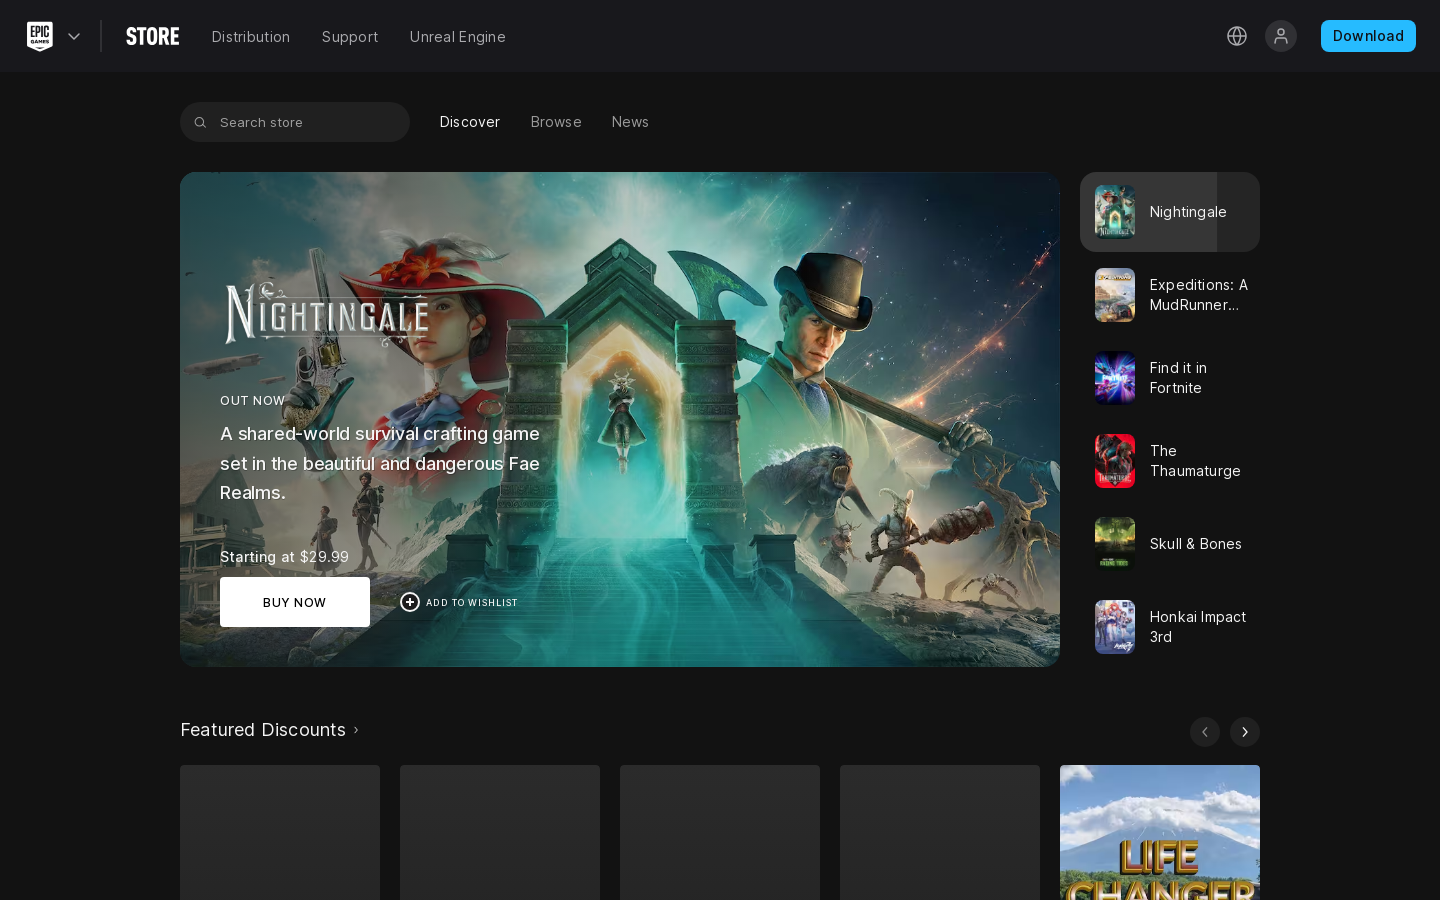 EPIC
GAMES
STORE
Distribution
Support
Unreal Engine
Download
Search store
Discover
Browse
News
NIGHTINGALE
OUT NOW
A shared-world survival crafting game
set in the beautiful and dangerous Fae
Realms.
Starting at $29.99
BUY NOW
ADD TO WISHLIST
NIGHTINGALE
Nightingale
Expeditions: A
MudRunner...
Find it in
Fortnite
The
Thaumaturge
Skull & Bones
Honkai Impact
3rd
Featured Discounts
LIFE
CHANGER